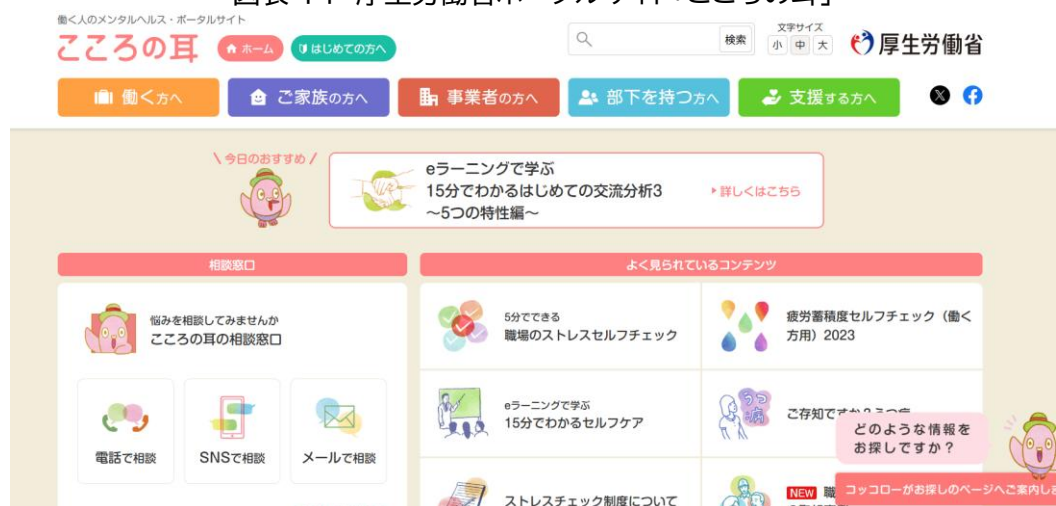 働く人のメンタルヘルス・ポータルサイト
こころの耳
ホーム
はじめての方へ
検索
文字サイズ
小 中 大
厚生労働省
働く方へ
ご家族の方へ
事業者の方へ
部下を持つ方へ
支援する方へ
今日のおすすめ
eラーニングで学ぶ
15分でわかるはじめての交流分析3
～5つの特性編～
詳しくはこちら
相談窓口
よく見られているコンテンツ
悩みを相談してみませんか
こころの耳の相談窓口
電話で相談
SNSで相談
メールで相談
5分でできる
職場のストレスセルフチェック
疲労蓄積度セルフチェック（働く
方用）2023
eラーニングで学ぶ
15分でわかるセルフケア
うつ病
ご存知ですか？うつ病
ストレスチェック制度について
NEW 職
どのような情報を
お探しですか？
コッコローがお探しのページへご案内しま